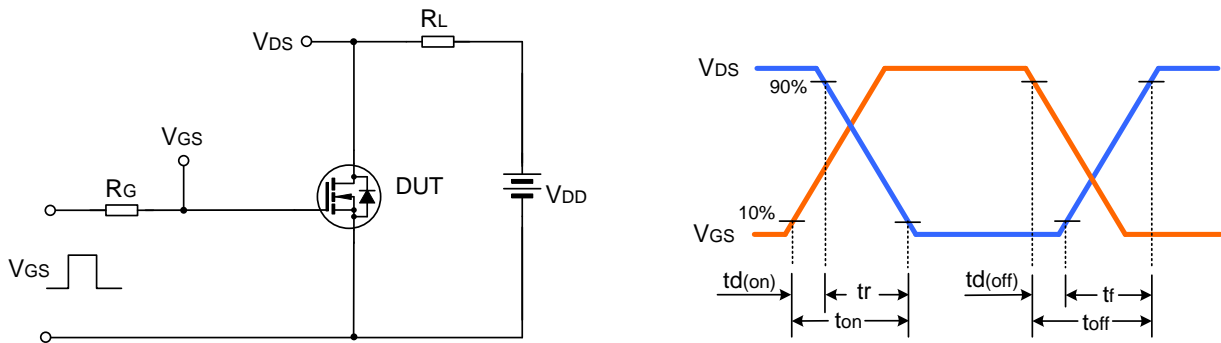 RL
VDS
VGS
RG
DUT
VDD
VGS
VDS
90%
10%
VGS
td(on)
tr
td(off)
tf
ton
toff